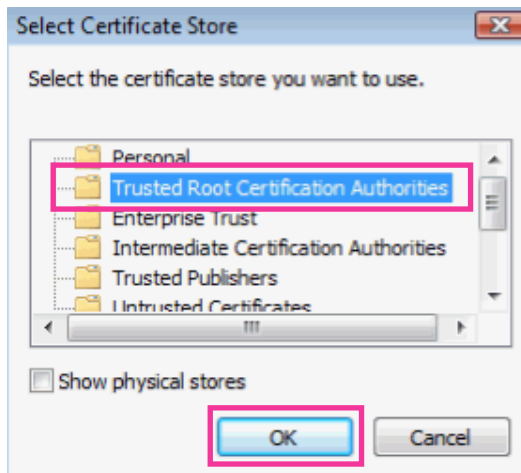 Select Certificate Store
Select the certificate store you want to use.
Personal
Trusted Root Certification Authorities
Enterprise Trust
Intermediate Certification Authorities
Trusted Publishers
Untrusted Certificates
Show physical stores
OK
Cancel